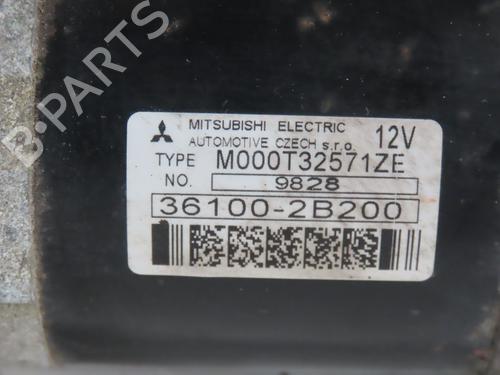 B-PARTS
MITSUBISHI ELECTRIC
AUTOMOTIVE CZECH s.r.o. 12V
TYPE M000T32571ZE
NO. 9828
36100-2B200